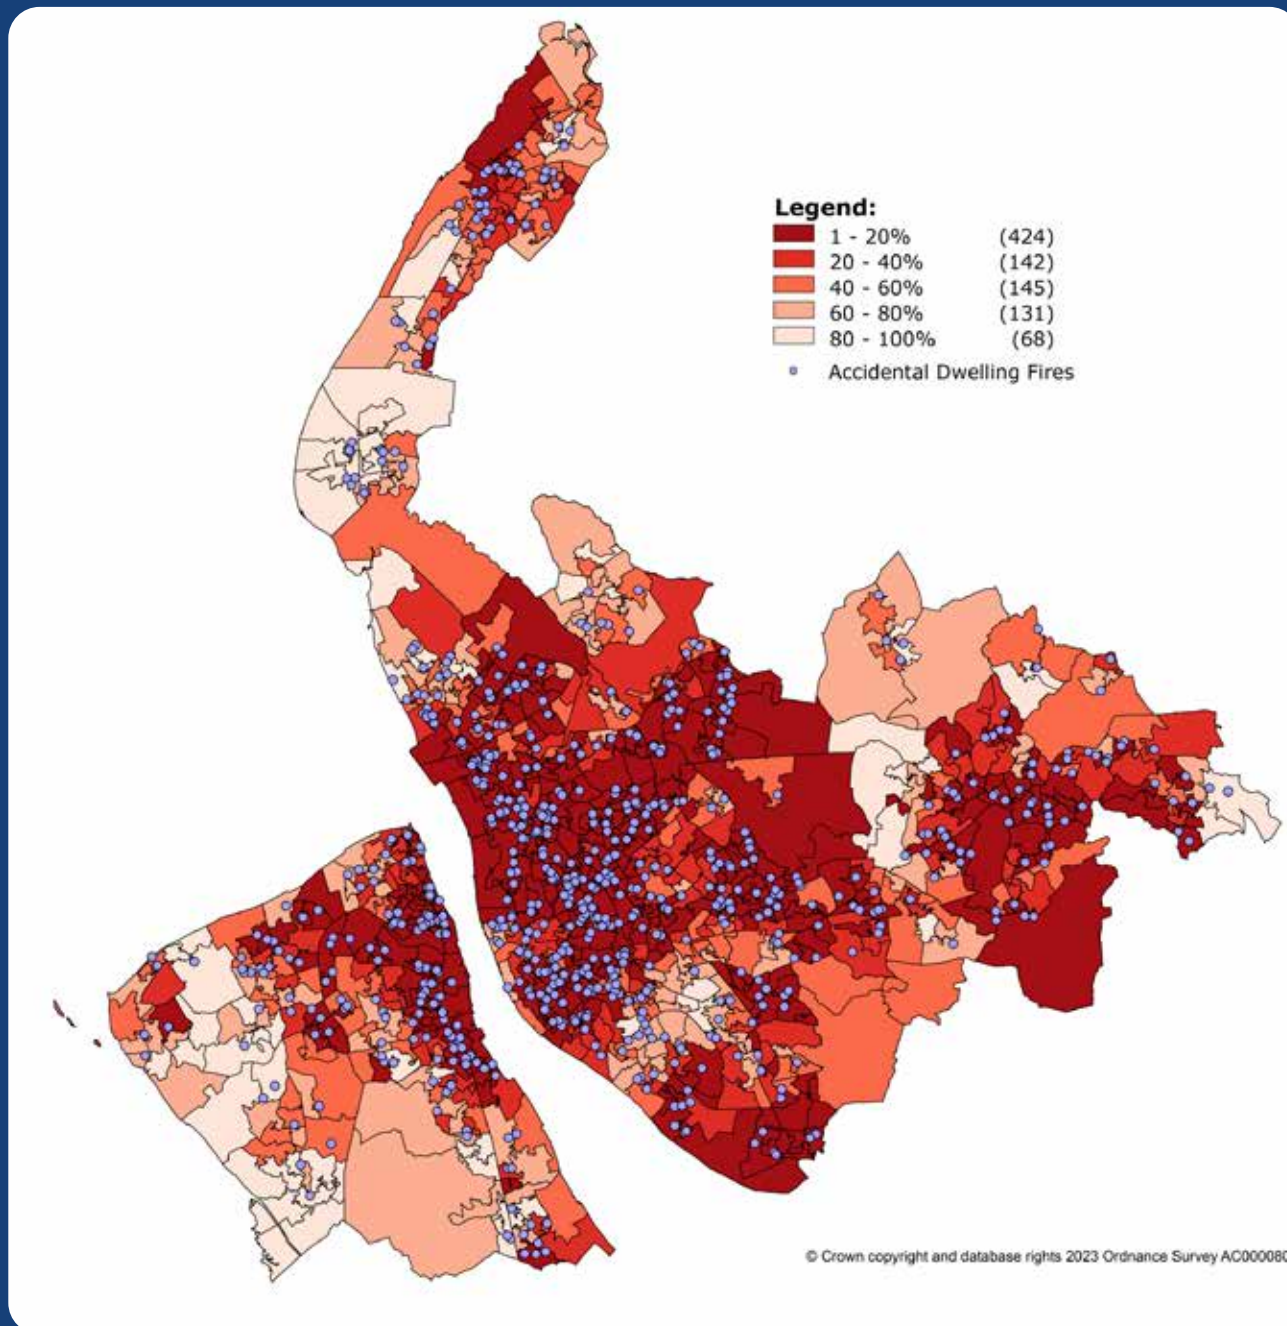 Legend:
1 - 20% (424)
20 - 40% (142)
40 - 60% (145)
60 - 80% (131)
80 - 100% (68)
Accidental Dwelling Fires
© Crown copyright and database rights 2023 Ordnance Survey